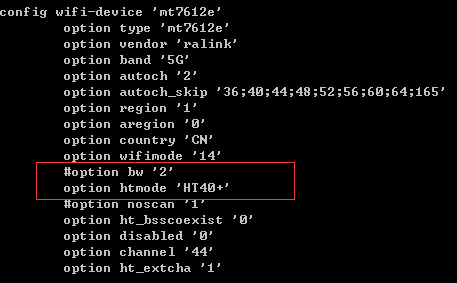 config wifi-device 'mt7612e'
option type 'mt7612e'
option vendor 'ralink'
option band '5G'
option autoch '2'
option autoch_skip '36;40;44;48;52;56;60;64;165'
option region '1'
option aregion '0'
option country 'CN'
option wifimode '14'
#option bw '2'
option htmode 'HT40+'
#option noscan '1'
option ht_bsscoexist '0'
option disabled '0'
option channel '44'
option ht_extcha '1'